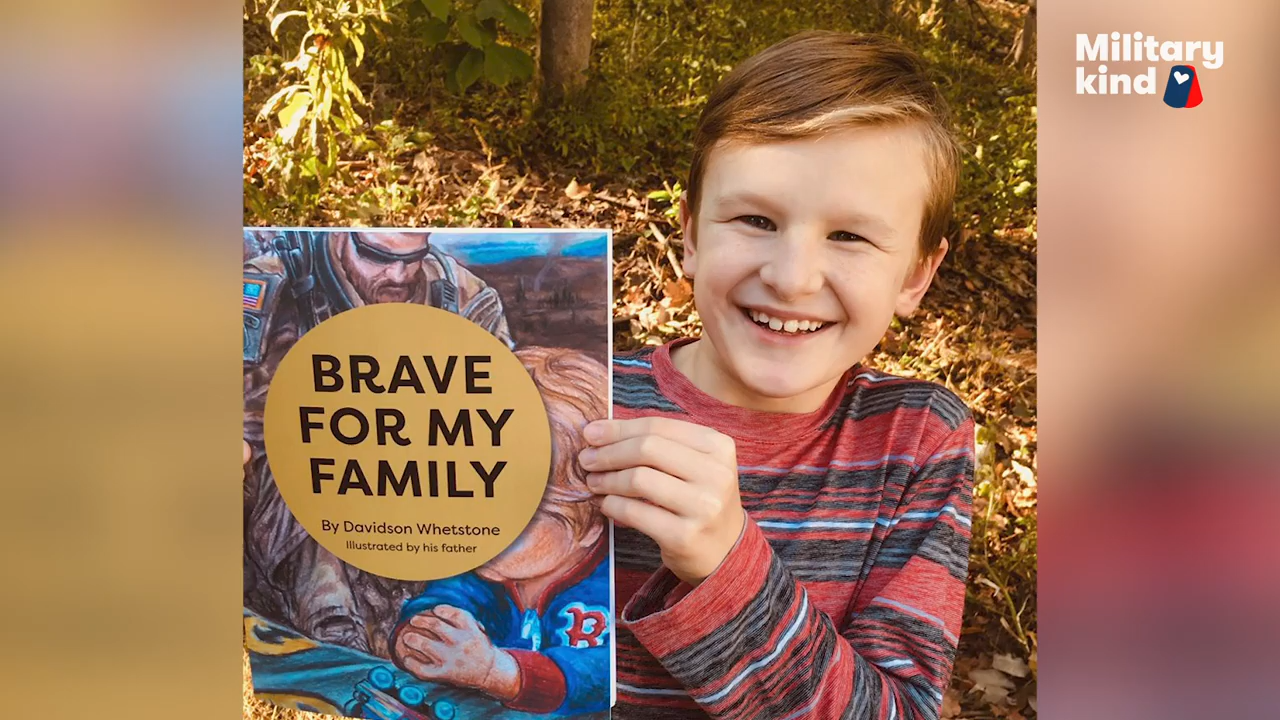 Military
kind
BRAVE
FOR MY
FAMILY
By Davidson Whetstone
Illustrated by his father
B